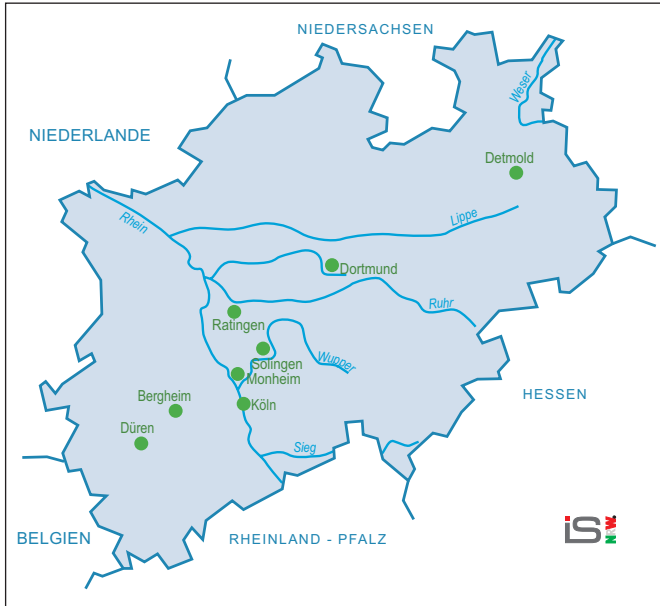 NIEDERSACHSEN
Weser
NIEDERLANDE
Detmold
Rhein
Lippe
Dortmund
Ruhr
Ratingen
Solingen
Wupper
Monheim
HESSEN
Bergheim
Köln
Düren
Sieg
BELGIEN
RHEINLAND - PFALZ
iS NRW.